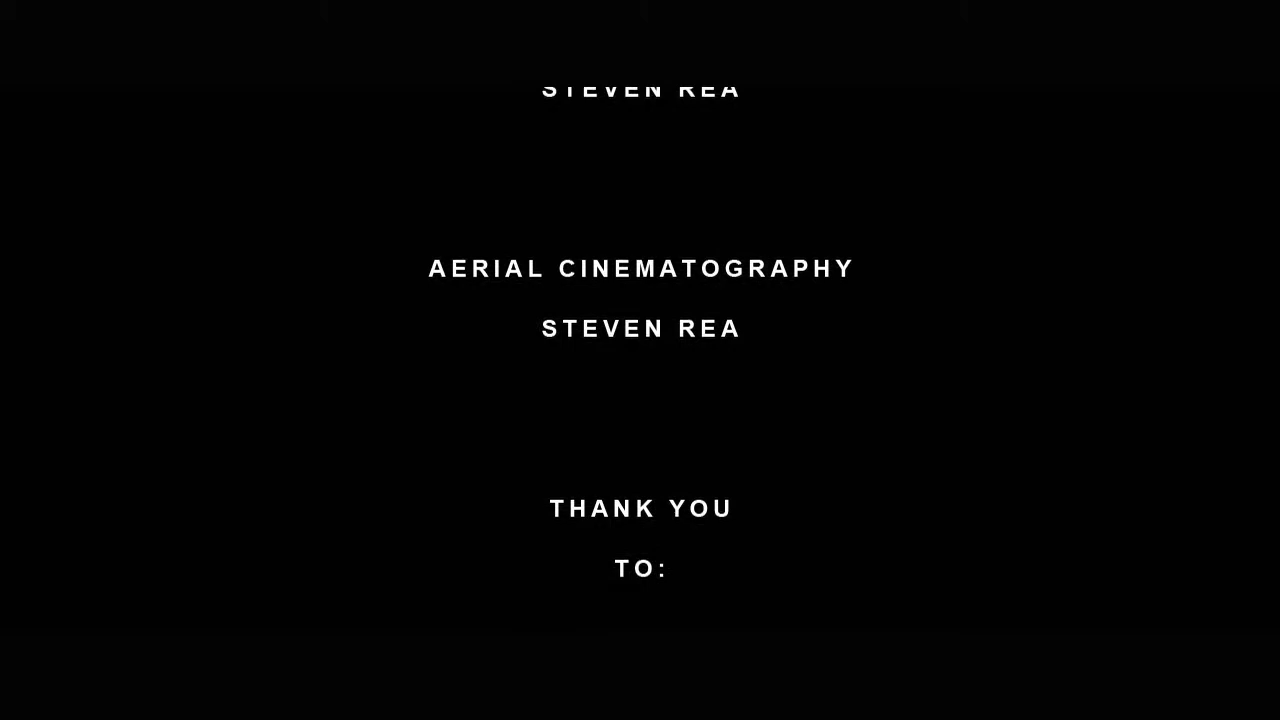 STEVEN REA
AERIAL CINEMATOGRAPHY
STEVEN REA
THANK YOU
TO: